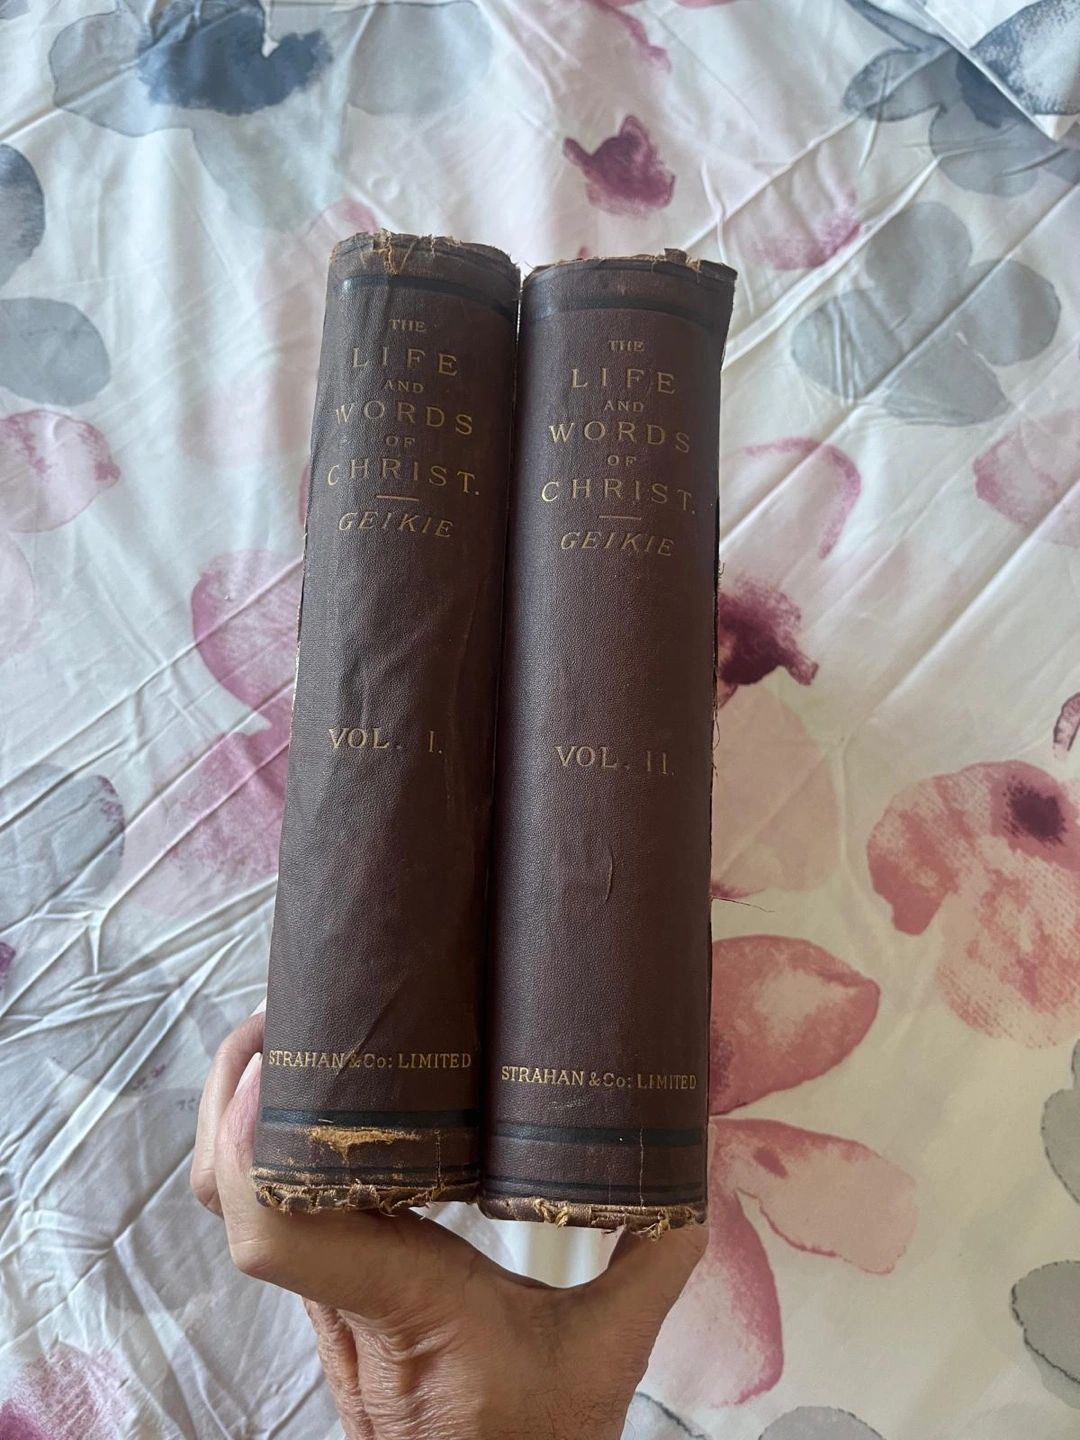 THE
LIFE
AND
WORDS
OF
CHRIST.
GEIKIE
VOL. I.
STRAHAN & Co: LIMITED
THE
LIFE
AND
WORDS
OF
CHRIST.
GEIKIE
VOL. II.
STRAHAN & Co: LIMITED